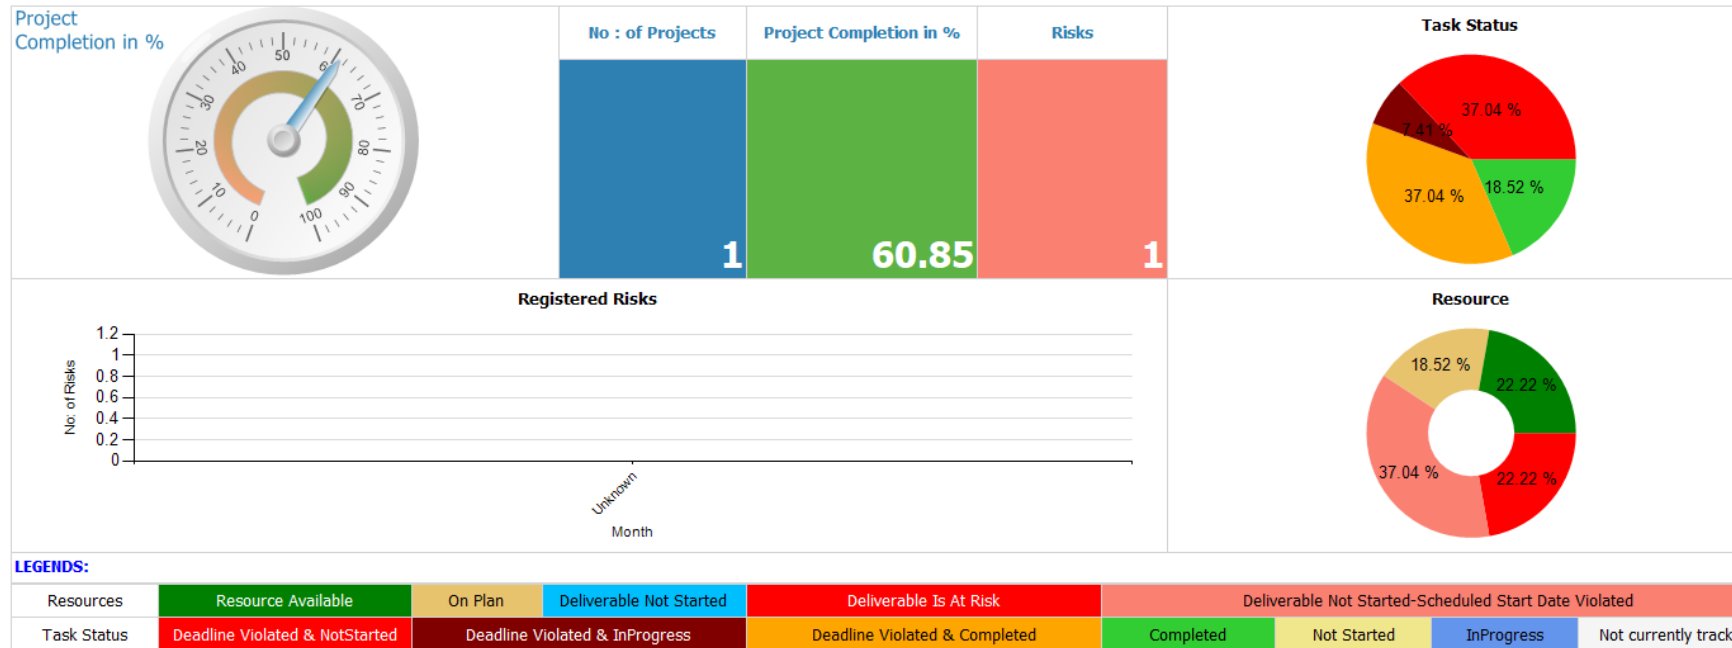 Project
Completion in %
0
10
20
30
40
50
60
70
80
90
100
No : of Projects
Project Completion in %
Risks
1
60.85
1
Task Status
37.04 %
7.41 %
37.04 %
18.52 %
Registered Risks
1.2
1
0.8
0.6
0.4
0.2
0
No: of Risks
Unknown
Month
Resource
18.52 %
22.22 %
37.04 %
22.22 %
LEGENDS:
Resources Resource Available On Plan Deliverable Not Started Deliverable Is At Risk Deliverable Not Started-Scheduled Start Date Violated
Task Status Deadline Violated & NotStarted Deadline Violated & InProgress Deadline Violated & Completed Completed Not Started InProgress Not currently track